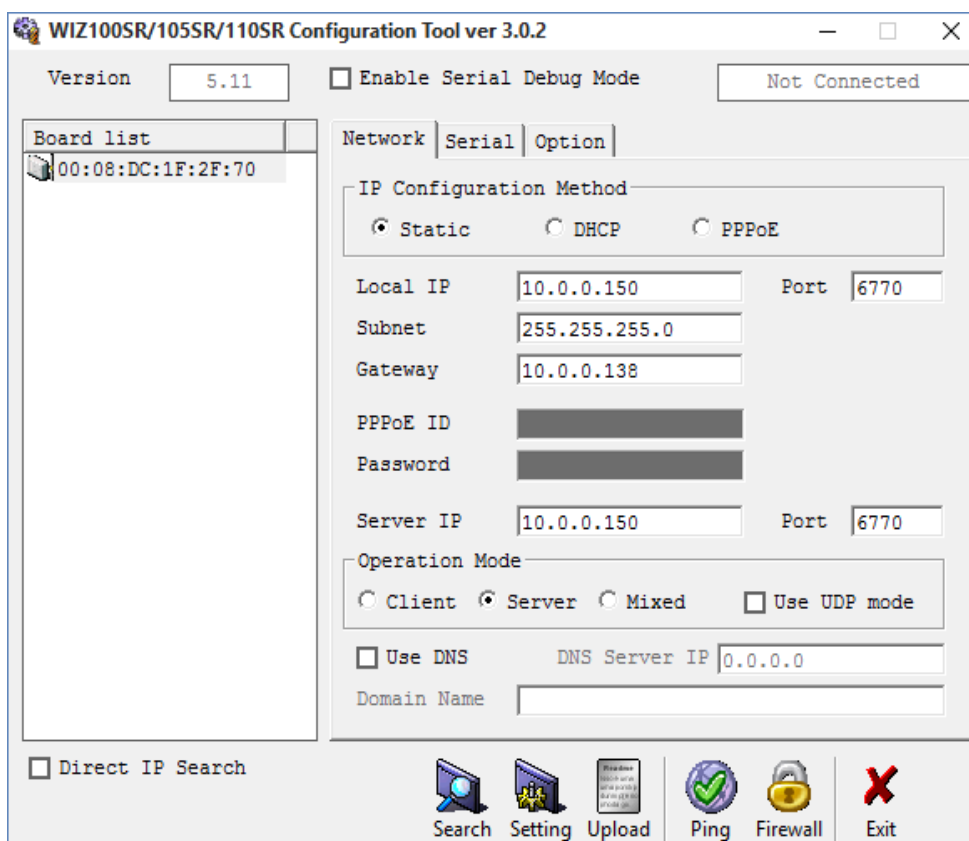 WIZ100SR/105SR/110SR Configuration Tool ver 3.0.2
Version 5.11 Enable Serial Debug Mode Not Connected
Board list
00:08:DC:1F:2F:70
Network Serial Option
IP Configuration Method
Static DHCP PPPoE
Local IP 10.0.0.150 Port 6770
Subnet 255.255.255.0
Gateway 10.0.0.138
PPPoE ID
Password
Server IP 10.0.0.150 Port 6770
Operation Mode
Client Server Mixed Use UDP mode
Use DNS DNS Server IP 0.0.0.0
Domain Name
Direct IP Search
Search Setting Upload Ping Firewall Exit